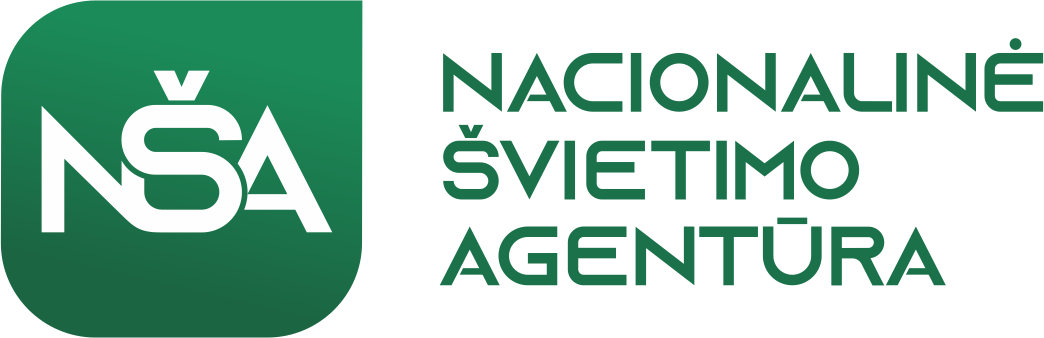 NŠA
NACIONALINĖ
ŠVIETIMO
AGENTŪRA